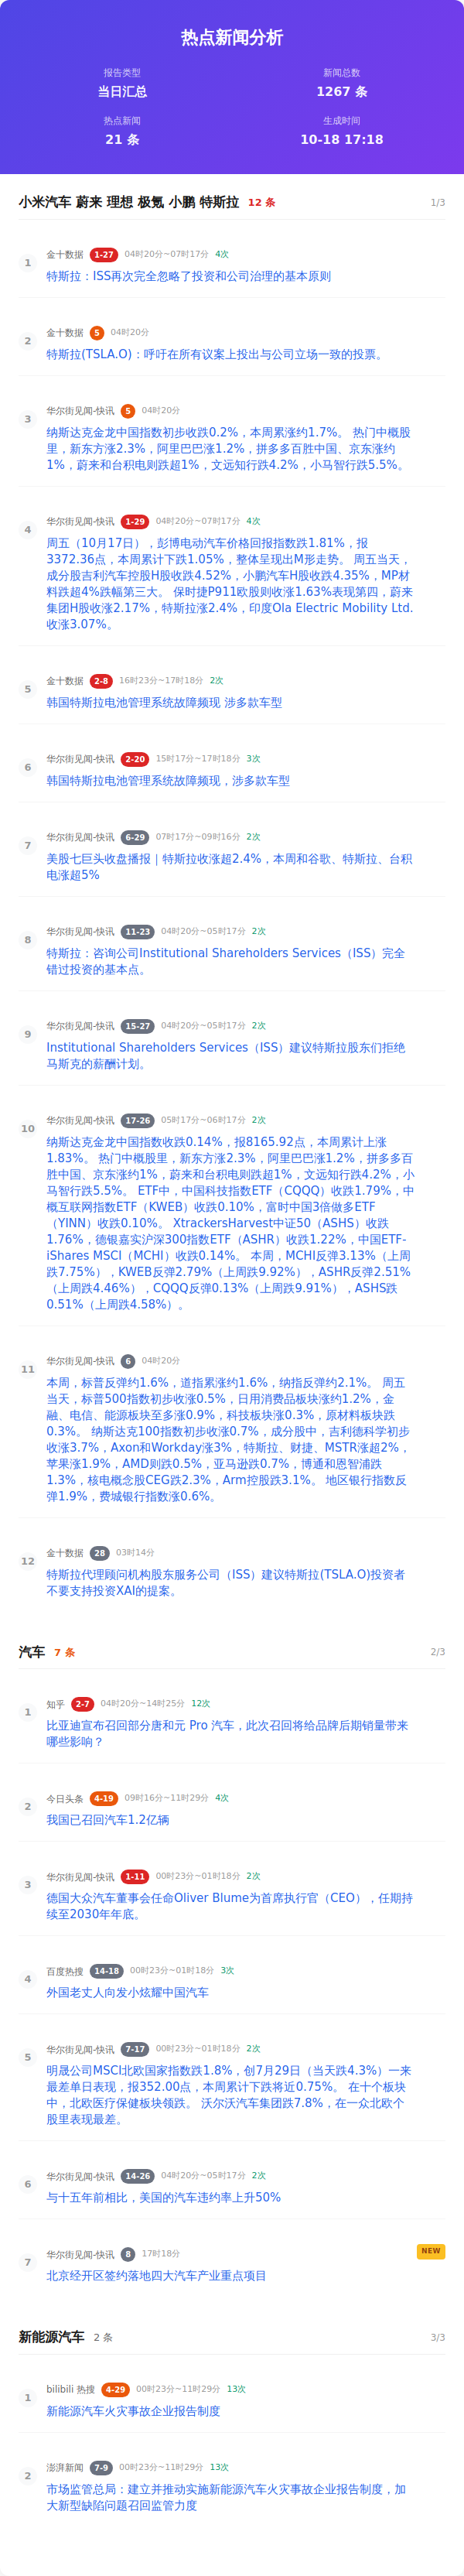 热点新闻分析
报告类型
当日汇总
新闻总数
1267 条
热点新闻
21 条
生成时间
10-18 17:18
小米汽车 蔚来 理想 极氪 小鹏 特斯拉 12 条 1/3
1
金十数据 1-27 04时20分~07时17分 4次
特斯拉：ISS再次完全忽略了投资和公司治理的基本原则
2
金十数据 5 04时20分
特斯拉(TSLA.O)：呼吁在所有议案上投出与公司立场一致的投票。
3
华尔街见闻-快讯 5 04时20分
纳斯达克金龙中国指数初步收跌0.2%，本周累涨约1.7%。 热门中概股
里，新东方涨2.3%，阿里巴巴涨1.2%，拼多多百胜中国、京东涨约
1%，蔚来和台积电则跌超1%，文远知行跌4.2%，小马智行跌5.5%。
4
华尔街见闻-快讯 1-29 04时20分~07时17分 4次
周五（10月17日），彭博电动汽车价格回报指数跌1.81%，报
3372.36点，本周累计下跌1.05%，整体呈现出M形走势。 周五当天，
成分股吉利汽车控股H股收跌4.52%，小鹏汽车H股收跌4.35%，MP材
料跌超4%跌幅第三大。 保时捷P911欧股则收涨1.63%表现第四，蔚来
集团H股收涨2.17%，特斯拉涨2.4%，印度Ola Electric Mobility Ltd.
收涨3.07%。
5
金十数据 2-8 16时23分~17时18分 2次
韩国特斯拉电池管理系统故障频现 涉多款车型
6
华尔街见闻-快讯 2-20 15时17分~17时18分 3次
韩国特斯拉电池管理系统故障频现，涉多款车型
7
华尔街见闻-快讯 6-29 07时17分~09时16分 2次
美股七巨头收盘播报｜特斯拉收涨超2.4%，本周和谷歌、特斯拉、台积
电涨超5%
8
华尔街见闻-快讯 11-23 04时20分~05时17分 2次
特斯拉：咨询公司Institutional Shareholders Services（ISS）完全
错过投资的基本点。
9
华尔街见闻-快讯 15-27 04时20分~05时17分 2次
Institutional Shareholders Services（ISS）建议特斯拉股东们拒绝
马斯克的薪酬计划。
10
华尔街见闻-快讯 17-26 05时17分~06时17分 2次
纳斯达克金龙中国指数收跌0.14%，报8165.92点，本周累计上涨
1.83%。 热门中概股里，新东方涨2.3%，阿里巴巴涨1.2%，拼多多百
胜中国、京东涨约1%，蔚来和台积电则跌超1%，文远知行跌4.2%，小
马智行跌5.5%。 ETF中，中国科技指数ETF（CQQQ）收跌1.79%，中
概互联网指数ETF（KWEB）收跌0.10%，富时中国3倍做多ETF
（YINN）收跌0.10%。 XtrackersHarvest中证50（ASHS）收跌
1.76%，德银嘉实沪深300指数ETF（ASHR）收跌1.22%，中国ETF-
iShares MSCI（MCHI）收跌0.14%。 本周，MCHI反弹3.13%（上周
跌7.75%），KWEB反弹2.79%（上周跌9.92%），ASHR反弹2.51%
（上周跌4.46%），CQQQ反弹0.13%（上周跌9.91%），ASHS跌
0.51%（上周跌4.58%）。
11
华尔街见闻-快讯 6 04时20分
本周，标普反弹约1.6%，道指累涨约1.6%，纳指反弹约2.1%。 周五
当天，标普500指数初步收涨0.5%，日用消费品板块涨约1.2%，金
融、电信、能源板块至多涨0.9%，科技板块涨0.3%，原材料板块跌
0.3%。 纳斯达克100指数初步收涨0.7%，成分股中，吉利德科学初步
收涨3.7%，Axon和Workday涨3%，特斯拉、财捷、MSTR涨超2%，
苹果涨1.9%，AMD则跌0.5%，亚马逊跌0.7%，博通和恩智浦跌
1.3%，核电概念股CEG跌2.3%，Arm控股跌3.1%。 地区银行指数反
弹1.9%，费城银行指数涨0.6%。
12
金十数据 28 03时14分
特斯拉代理顾问机构股东服务公司（ISS）建议特斯拉(TSLA.O)投资者
不要支持投资XAI的提案。
汽车 7 条 2/3
1
知乎 2-7 04时20分~14时25分 12次
比亚迪宣布召回部分唐和元 Pro 汽车，此次召回将给品牌后期销量带来
哪些影响？
2
今日头条 4-19 09时16分~11时29分 4次
我国已召回汽车1.2亿辆
3
华尔街见闻-快讯 1-11 00时23分~01时18分 2次
德国大众汽车董事会任命Oliver Blume为首席执行官（CEO），任期持
续至2030年年底。
4
百度热搜 14-18 00时23分~01时18分 3次
外国老丈人向发小炫耀中国汽车
5
华尔街见闻-快讯 7-17 00时23分~01时18分 2次
明晟公司MSCI北欧国家指数跌1.8%，创7月29日（当天跌4.3%）一来
最差单日表现，报352.00点，本周累计下跌将近0.75%。 在十个板块
中，北欧医疗保健板块领跌。 沃尔沃汽车集团跌7.8%，在一众北欧个
股里表现最差。
6
华尔街见闻-快讯 14-26 04时20分~05时17分 2次
与十五年前相比，美国的汽车违约率上升50%
7
华尔街见闻-快讯 8 17时18分 NEW
北京经开区签约落地四大汽车产业重点项目
新能源汽车 2 条 3/3
1
bilibili 热搜 4-29 00时23分~11时29分 13次
新能源汽车火灾事故企业报告制度
2
澎湃新闻 7-9 00时23分~11时29分 13次
市场监管总局：建立并推动实施新能源汽车火灾事故企业报告制度，加
大新型缺陷问题召回监管力度